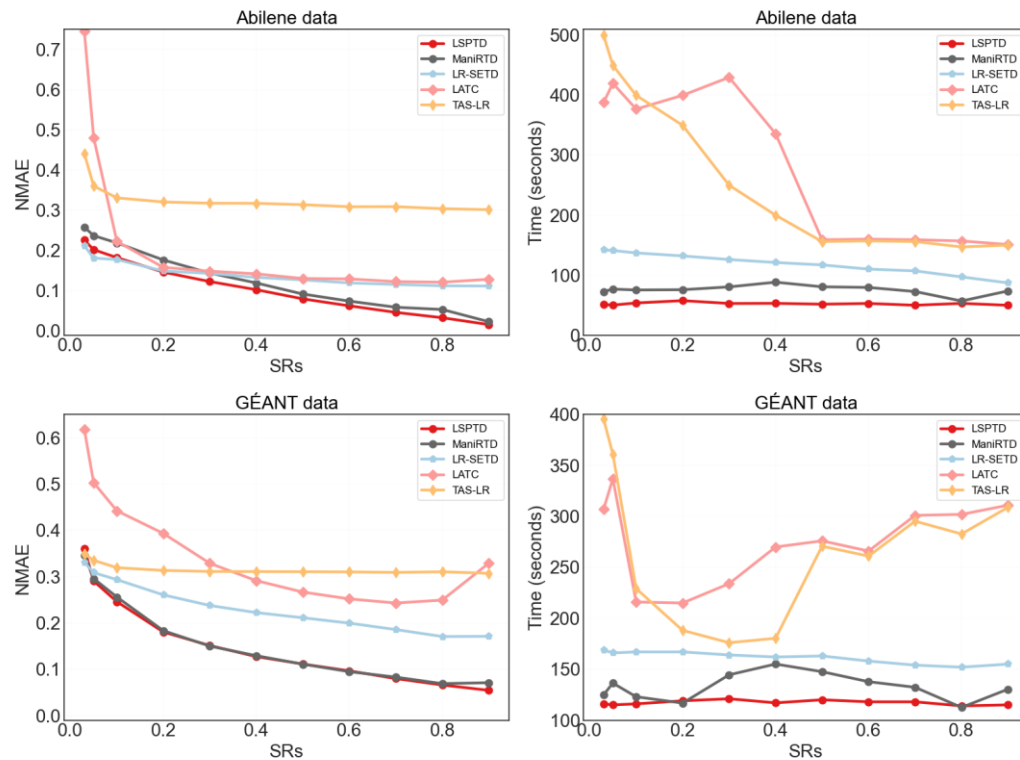 Abilene data
NMAE
0.7
0.6
0.5
0.4
0.3
0.2
0.1
0.0
0.0 0.2 0.4 0.6 0.8
SRs
LSPTD
ManiRTD
LR-SETD
LATC
TAS-LR
Abilene data
Time (seconds)
500
400
300
200
100
0
0.0 0.2 0.4 0.6 0.8
SRs
LSPTD
ManiRTD
LR-SETD
LATC
TAS-LR
GÉANT data
NMAE
0.6
0.5
0.4
0.3
0.2
0.1
0.0
0.0 0.2 0.4 0.6 0.8
SRs
LSPTD
ManiRTD
LR-SETD
LATC
TAS-LR
GÉANT data
Time (seconds)
400
350
300
250
200
150
100
0.0 0.2 0.4 0.6 0.8
SRs
LSPTD
ManiRTD
LR-SETD
LATC
TAS-LR